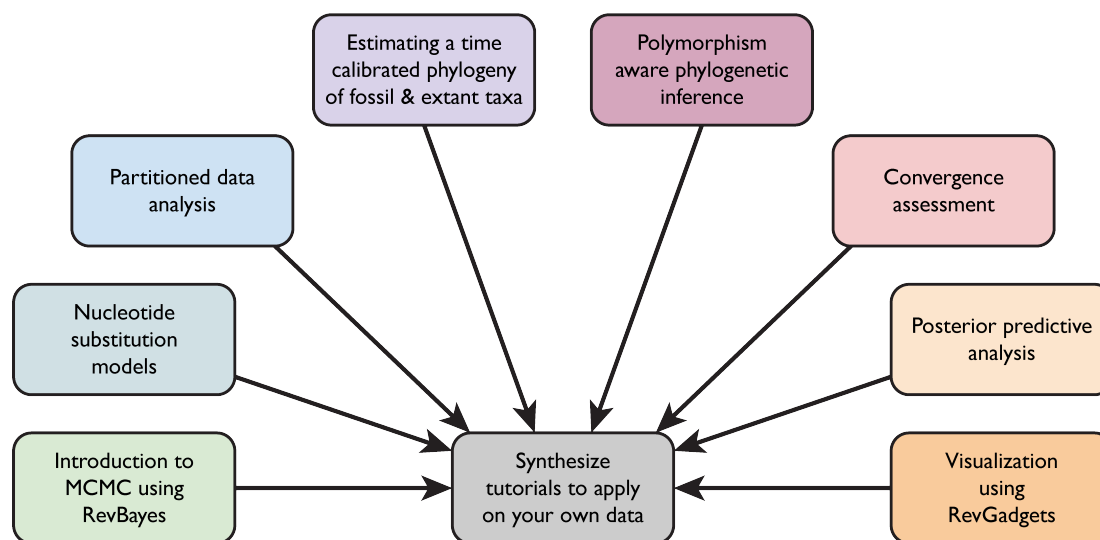 Estimating a time
calibrated phylogeny
of fossil & extant taxa
Polymorphism
aware phylogenetic
inference
Partitioned data
analysis
Convergence
assessment
Nucleotide
substitution
models
Posterior predictive
analysis
Introduction to
MCMC using
RevBayes
Synthesize
tutorials to apply
on your own data
Visualization
using
RevGadgets